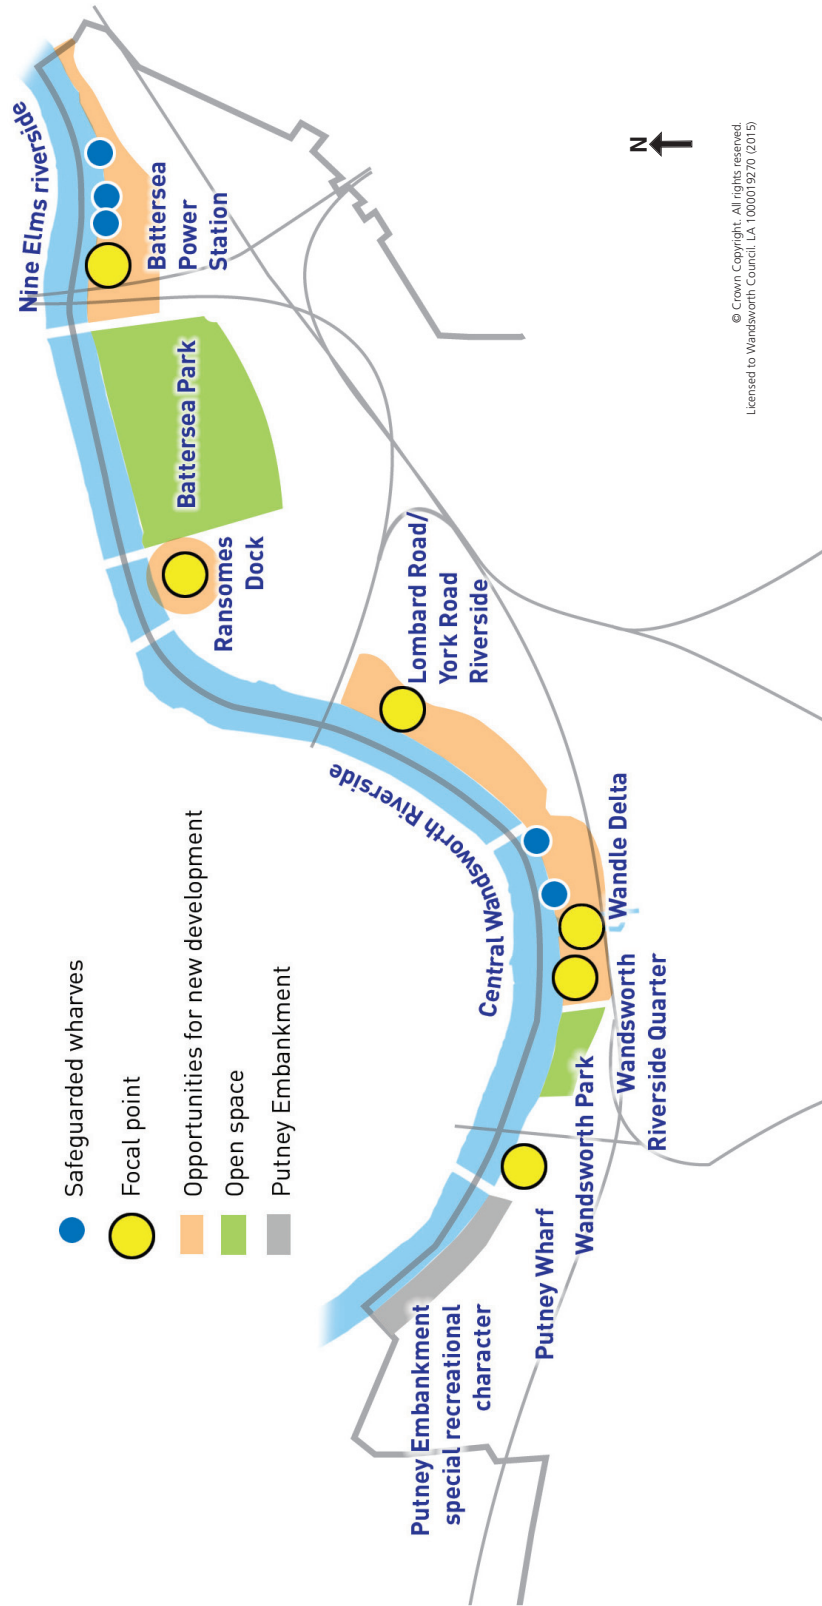 Nine Elms riverside
Battersea
Power
Station
Battersea Park
Ransomes
Dock
Lombard Road/
York Road
Riverside
Central Wandsworth Riverside
Wandle Delta
Wandsworth
Riverside Quarter
Wandsworth Park
Putney Wharf
Putney Embankment
special recreational
character
Safeguarded wharves
Focal point
Opportunities for new development
Open space
Putney Embankment
N
© Crown Copyright. All rights reserved.
Licensed to Wandsworth Council. LA 1000019270 (2015)